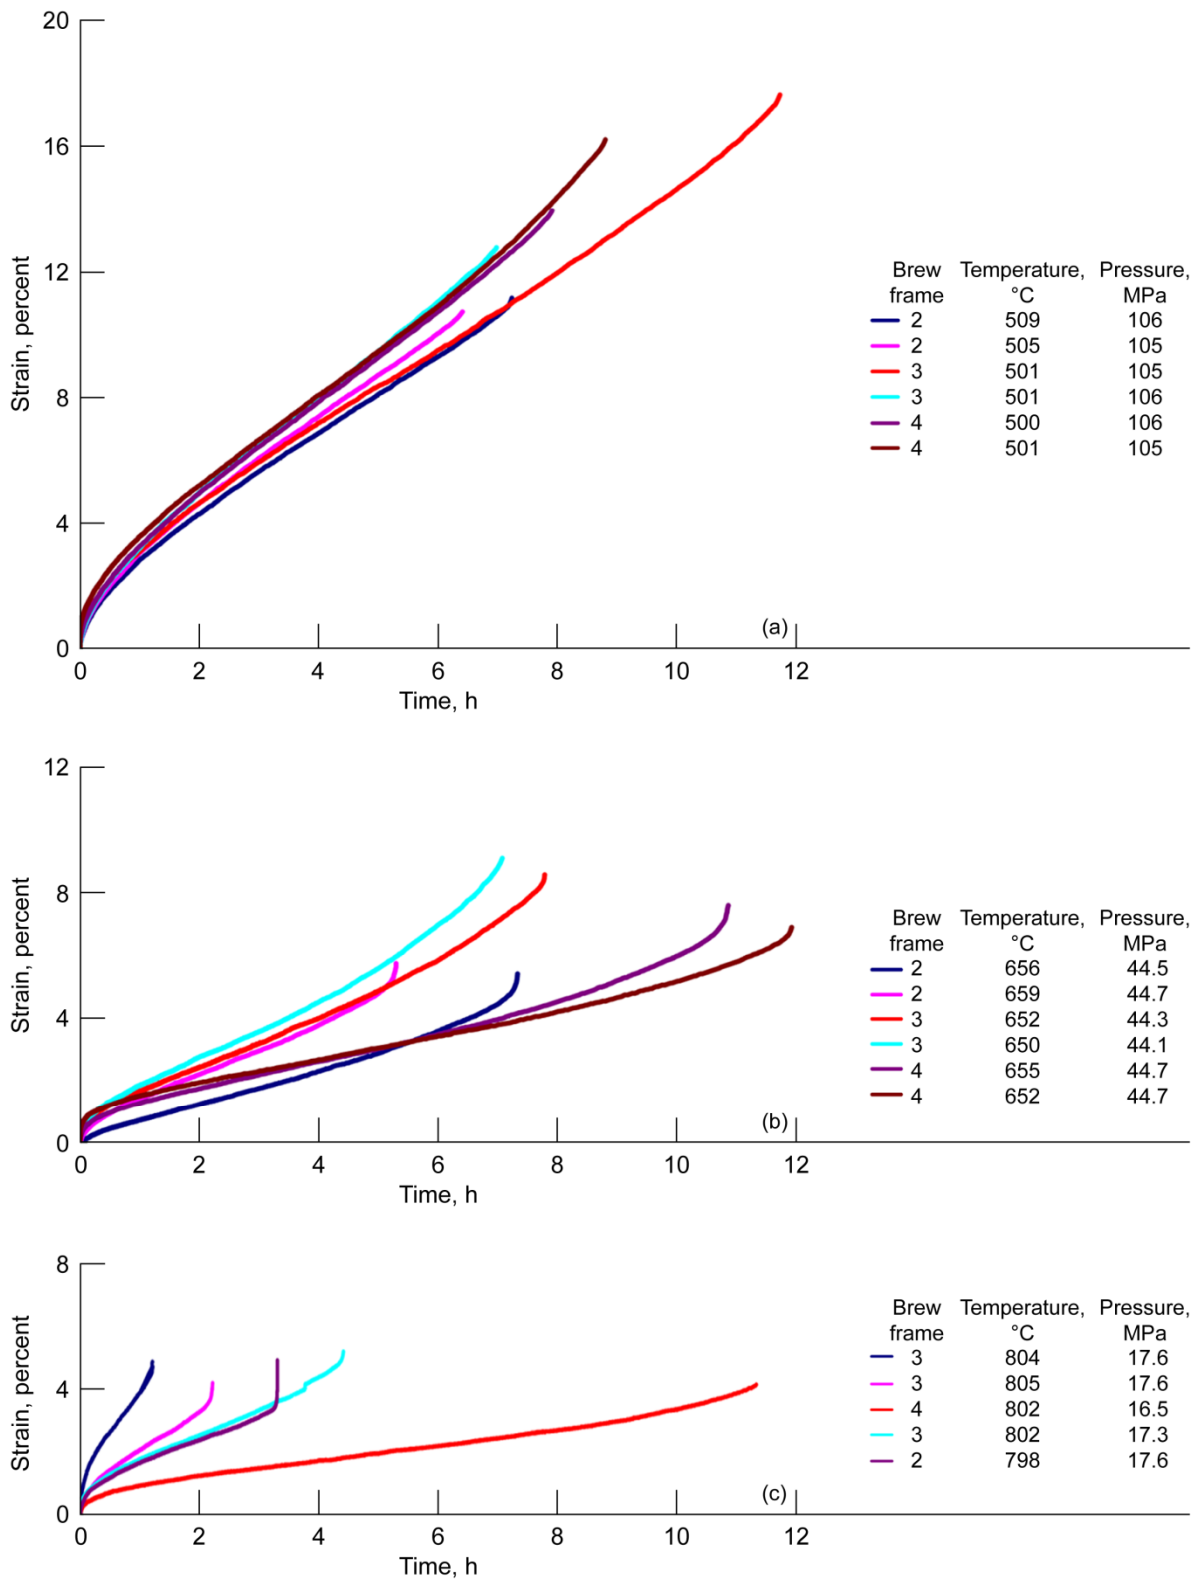 20
16
12
8
4
0
Strain, percent
0 2 4 6 8 10 12
Time, h
(a)
Brew Temperature, Pressure,
frame °C MPa
2 509 106
2 505 105
3 501 105
3 501 106
4 500 106
4 501 105
12
8
4
0
Strain, percent
0 2 4 6 8 10 12
Time, h
(b)
Brew Temperature, Pressure,
frame °C MPa
2 656 44.5
2 659 44.7
3 652 44.3
3 650 44.1
4 655 44.7
4 652 44.7
8
4
0
Strain, percent
0 2 4 6 8 10 12
Time, h
(c)
Brew Temperature, Pressure,
frame °C MPa
3 804 17.6
3 805 17.6
4 802 16.5
3 802 17.3
2 798 17.6